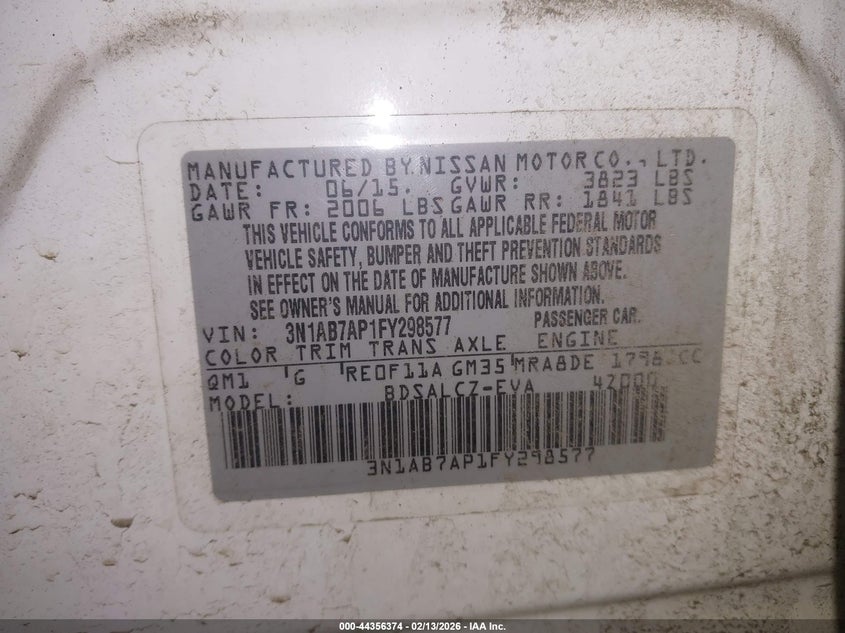 MANUFACTURED BY NISSAN MOTOR CO., LTD.
DATE: 06/15. GVWR: 3823 LBS
GAWR FR: 2006 LBS GAWR RR: 1841 LBS
THIS VEHICLE CONFORMS TO ALL APPLICABLE FEDERAL MOTOR
VEHICLE SAFETY, BUMPER AND THEFT PREVENTION STANDARDS
IN EFFECT ON THE DATE OF MANUFACTURE SHOWN ABOVE.
SEE OWNER'S MANUAL FOR ADDITIONAL INFORMATION.
VIN: 3N1AB7AP1FY298577 PASSENGER CAR.
COLOR TRIM TRANS AXLE ENGINE
QM1 G RE0F11A GM35 MRA8DE 1798 CC
MODEL: BDSALCZ-EVA 42000
3N1AB7AP1FY298577
000-44356374 | 02/13/2026 - IAA Inc.